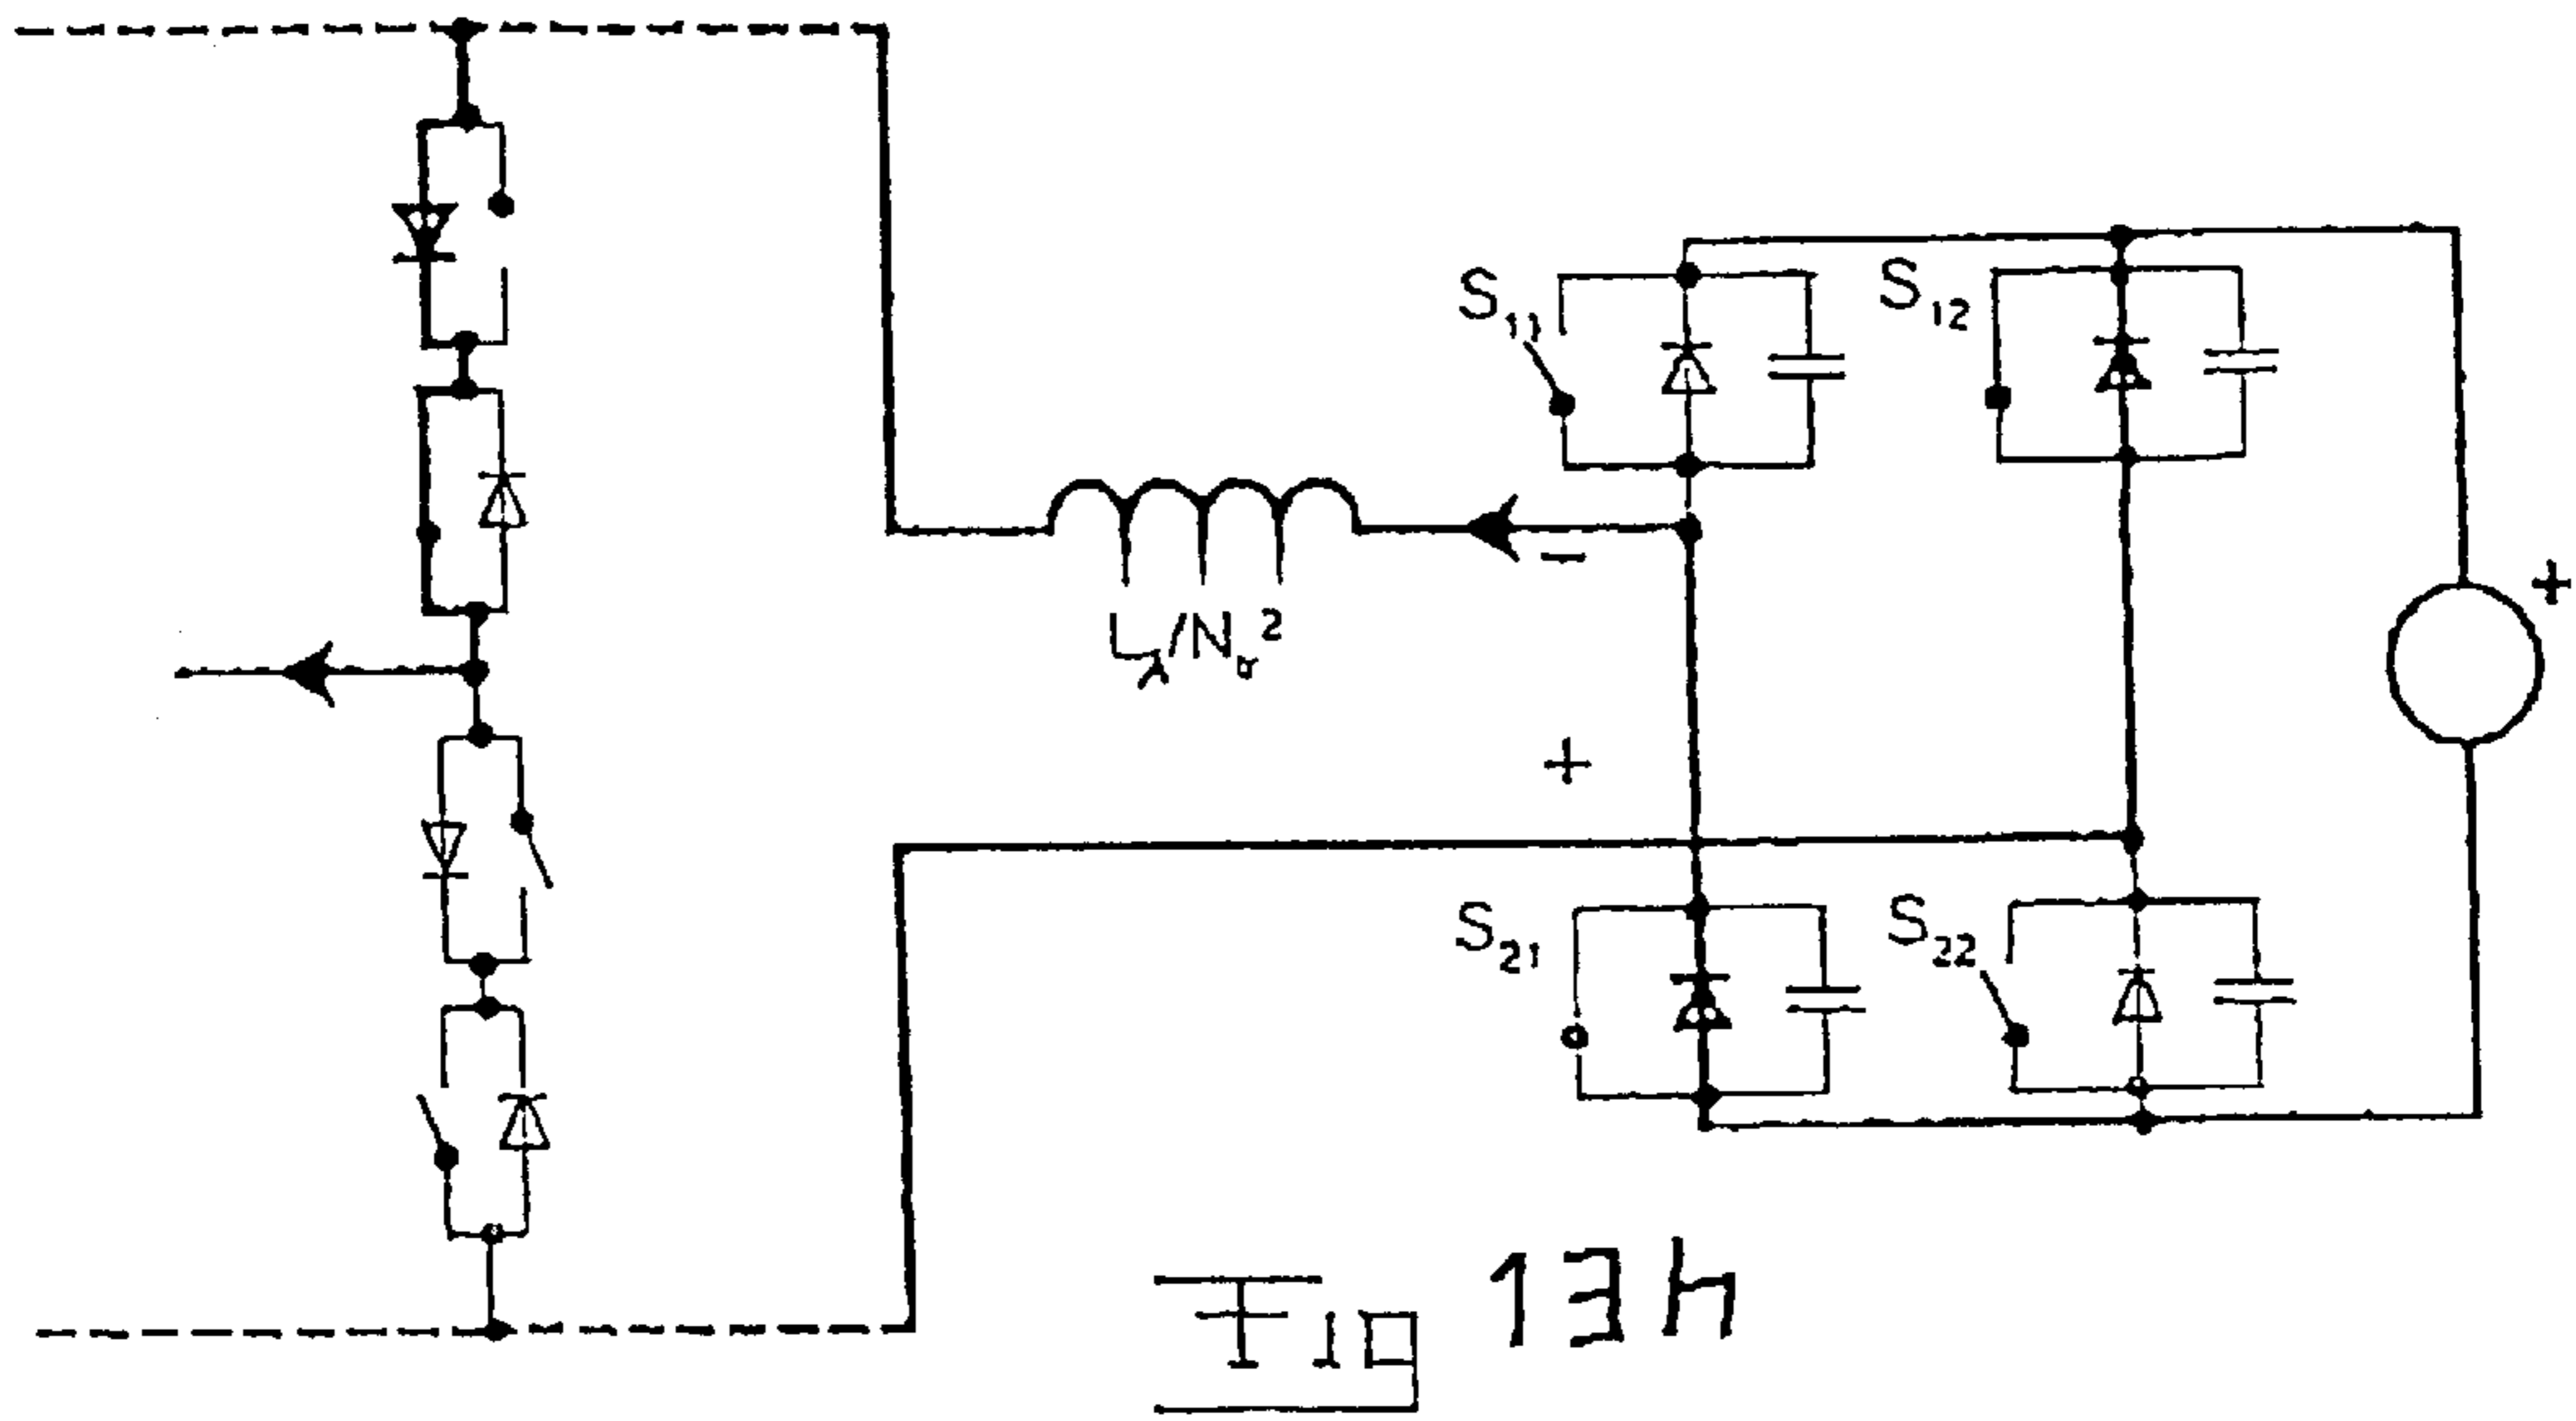 S₁₁
S₁₂
+
−
Lλ/Nσ²
+
S₂₁
S₂₂
Fig 13h